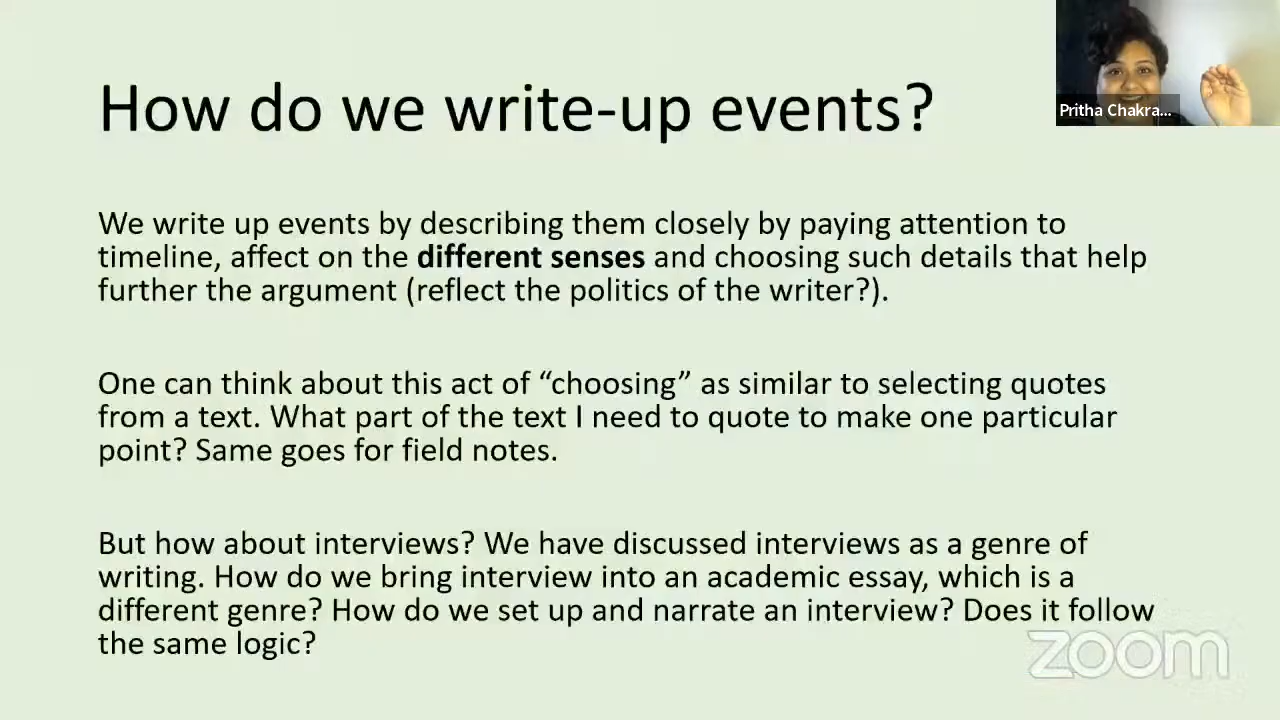 How do we write-up events?
Pritha Chakra...
We write up events by describing them closely by paying attention to
timeline, affect on the different senses and choosing such details that help
further the argument (reflect the politics of the writer?).
One can think about this act of “choosing” as similar to selecting quotes
from a text. What part of the text I need to quote to make one particular
point? Same goes for field notes.
But how about interviews? We have discussed interviews as a genre of
writing. How do we bring interview into an academic essay, which is a
different genre? How do we set up and narrate an interview? Does it follow
the same logic?
zoom